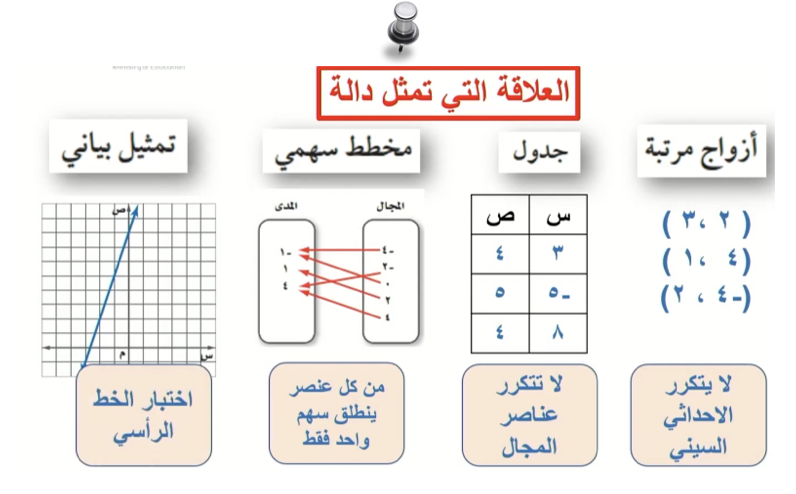 العلاقة التي تمثل دالة
أزواج مرتبة
( ٢ ، ٣ )
( ٤ ، ١ )
( -٤ ، ٢ )
لا يتكرر
الاحداثي
السيني
جدول
س ص
٣ ٤
-٥ ٥
٨ ٤
لا تتكرر
عناصر
المجال
مخطط سهمي
المجال المدى
-٤
-٢
٠
٢
٤
-١
١
٤
من كل عنصر
ينطلق سهم
واحد فقط
تمثيل بياني
ص
م
س
اختبار الخط
الرأسي